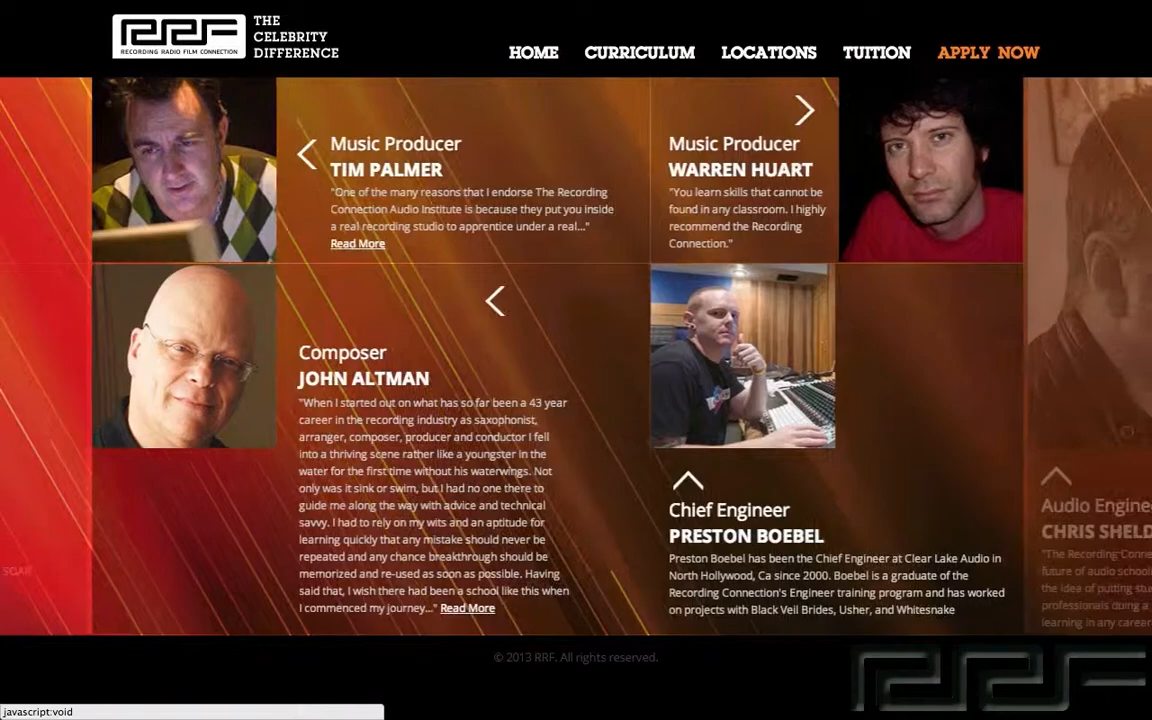 RRF
RECORDING RADIO FILM CONNECTION
THE
CELEBRITY
DIFFERENCE
HOME CURRICULUM LOCATIONS TUITION APPLY NOW
Music Producer
TIM PALMER
"One of the many reasons that I endorse The Recording
Connection Audio Institute is because they put you inside
a real recording studio to apprentice under a real..."
Read More
Music Producer
WARREN HUART
"You learn skills that cannot be
found in any classroom. I highly
recommend the Recording
Connection."
Composer
JOHN ALTMAN
"When I started out on what has so far been a 43 year
career in the recording industry as saxophonist,
arranger, composer, producer and conductor I fell
into a thriving scene rather like a youngster in the
water for the first time without his waterwings. Not
only was it sink or swim, but I had no one there to
guide me along the way with advice and technical
savvy. I had to rely on my wits and an aptitude for
learning quickly that any mistake should never be
repeated and any chance breakthrough should be
memorized and re-used as soon as possible. Having
said that, I wish there had been a school like this when
I commenced my journey..." Read More
Chief Engineer
PRESTON BOEBEL
Preston Boebel has been the Chief Engineer at Clear Lake Audio in
North Hollywood, Ca since 2000. Boebel is a graduate of the
Recording Connection's Engineer training program and has worked
on projects with Black Veil Brides, Usher, and Whitesnake
Audio Enginee
CHRIS SHELD
"The Recording Conne
future of audio schooli
the idea of putting stu
professionals doing a
learning in any career
© 2013 RRF. All rights reserved.
RRF
javascript:void